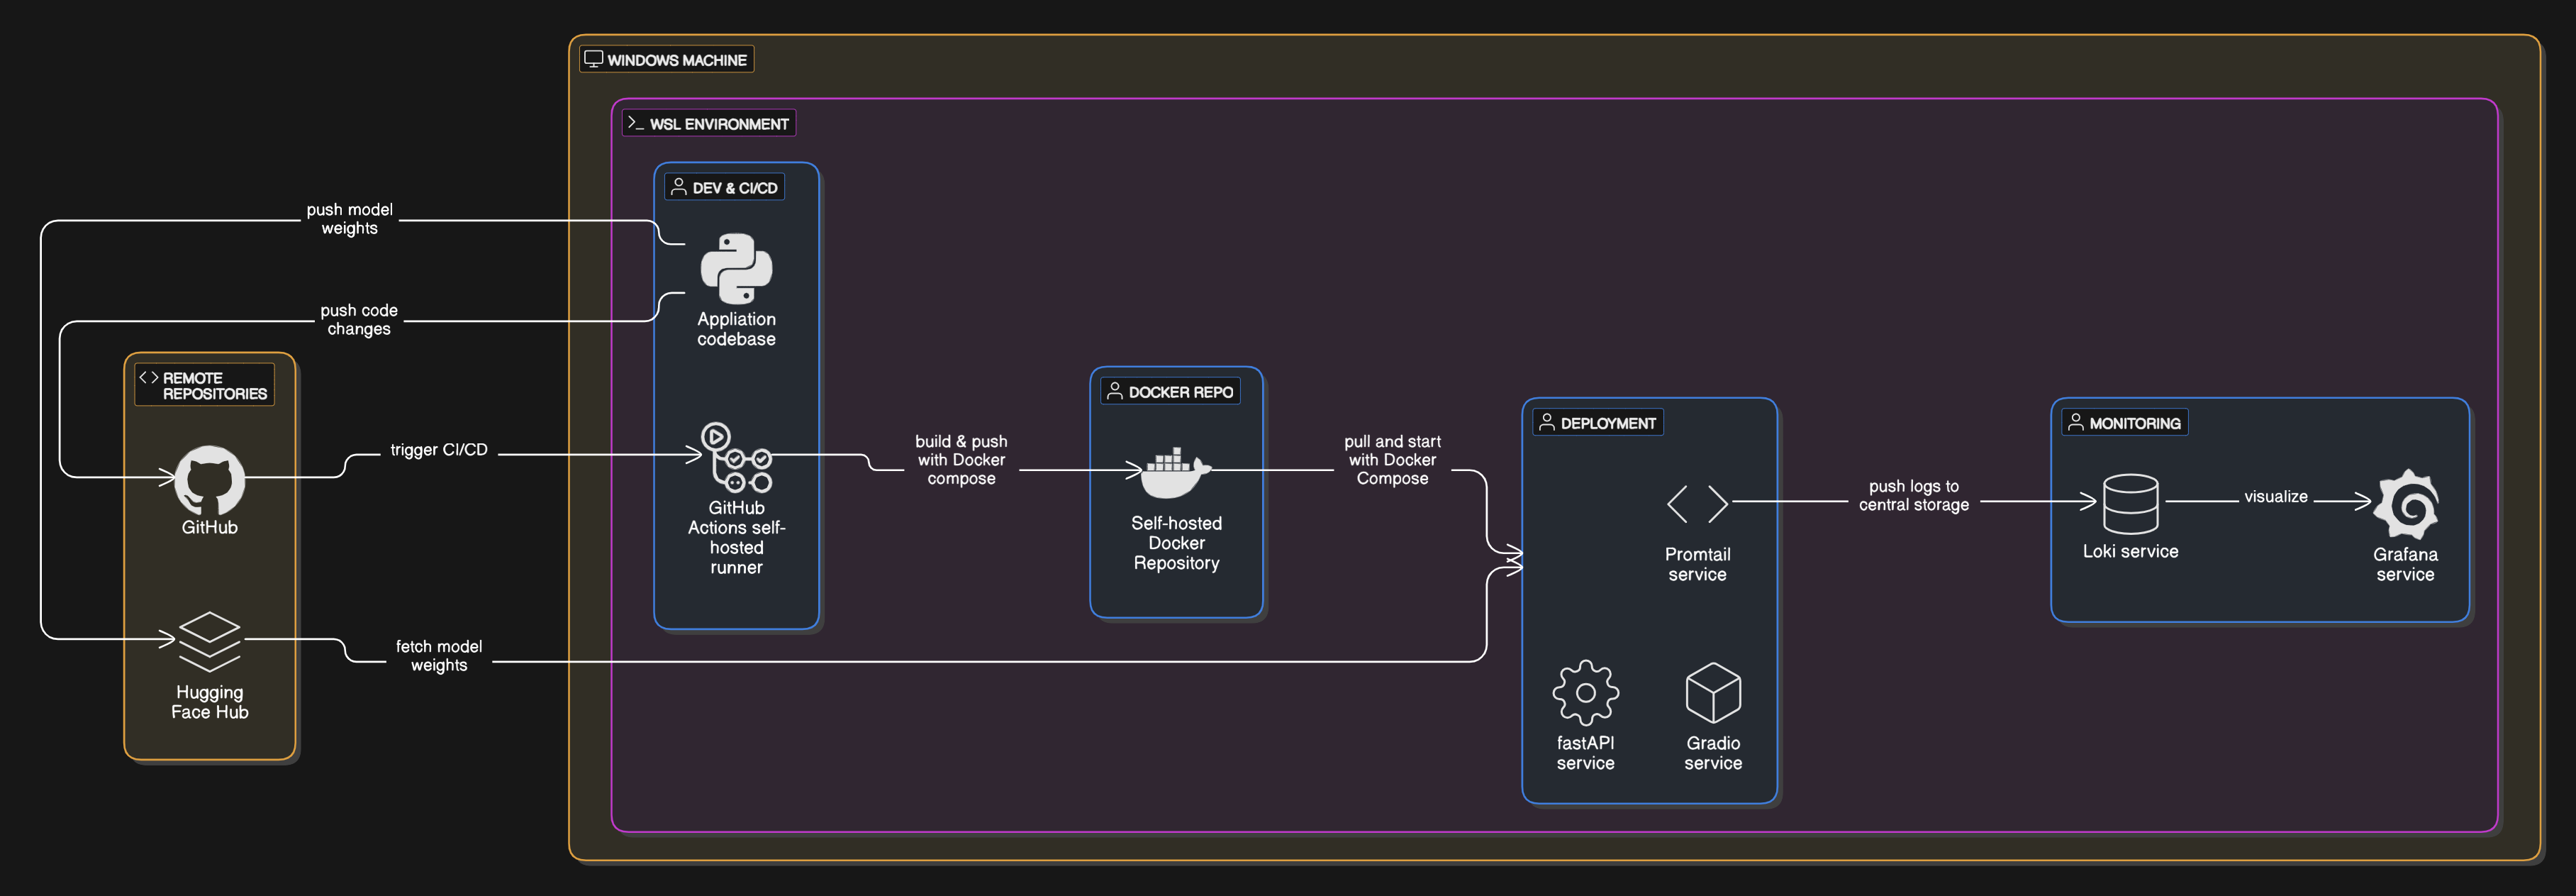 WINDOWS MACHINE
>_ WSL ENVIRONMENT
DEV & CI/CD
push model
weights
push code
changes
Appliation
codebase
REMOTE
REPOSITORIES
GitHub
trigger CI/CD
GitHub
Actions self-
hosted
runner
build & push
with Docker
compose
DOCKER REPO
Self-hosted
Docker
Repository
pull and start
with Docker
Compose
DEPLOYMENT
Promtail
service
push logs to
central storage
MONITORING
Loki service
visualize
Grafana
service
Hugging
Face Hub
fetch model
weights
fastAPI
service
Gradio
service